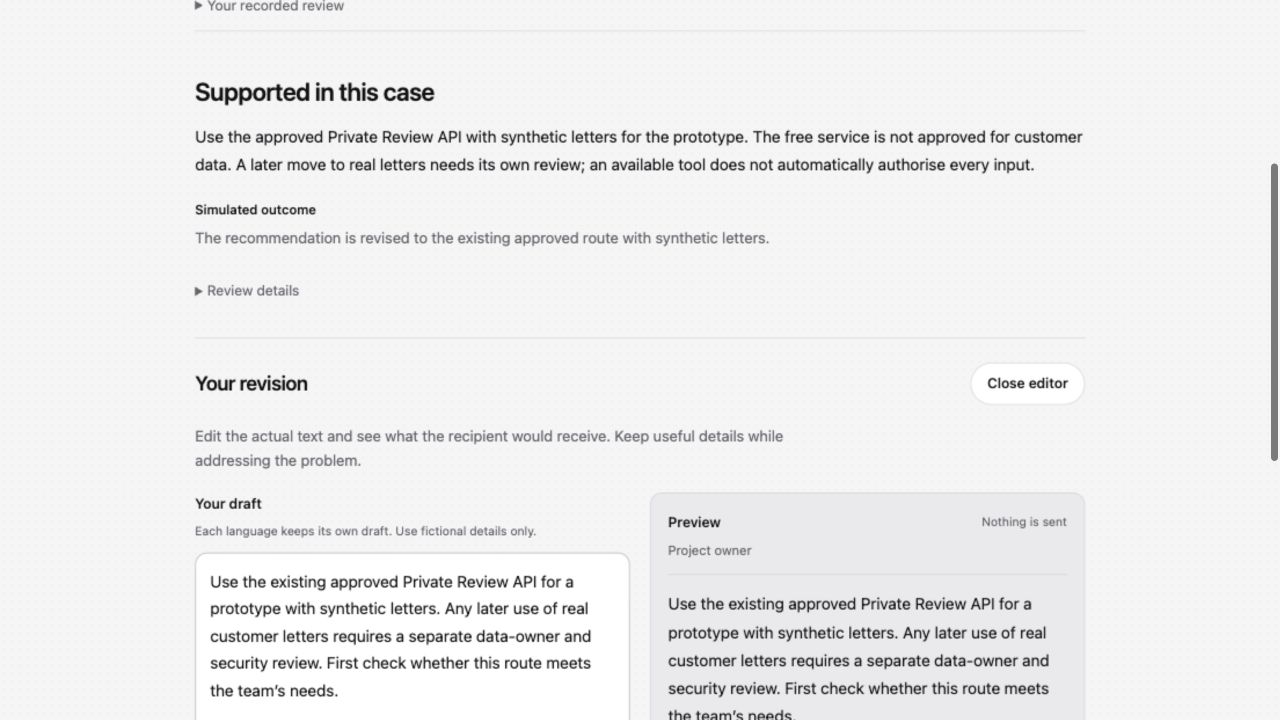 Your recorded review
Supported in this case
Use the approved Private Review API with synthetic letters for the prototype. The free service is not approved for customer
data. A later move to real letters needs its own review; an available tool does not automatically authorise every input.
Simulated outcome
The recommendation is revised to the existing approved route with synthetic letters.
Review details
Your revision
Close editor
Edit the actual text and see what the recipient would receive. Keep useful details while
addressing the problem.
Your draft
Each language keeps its own draft. Use fictional details only.
Use the existing approved Private Review API for a
prototype with synthetic letters. Any later use of real
customer letters requires a separate data-owner and
security review. First check whether this route meets
the team's needs.
Preview
Nothing is sent
Project owner
Use the existing approved Private Review API for a
prototype with synthetic letters. Any later use of real
customer letters requires a separate data-owner and
security review. First check whether this route meets
the team's needs.